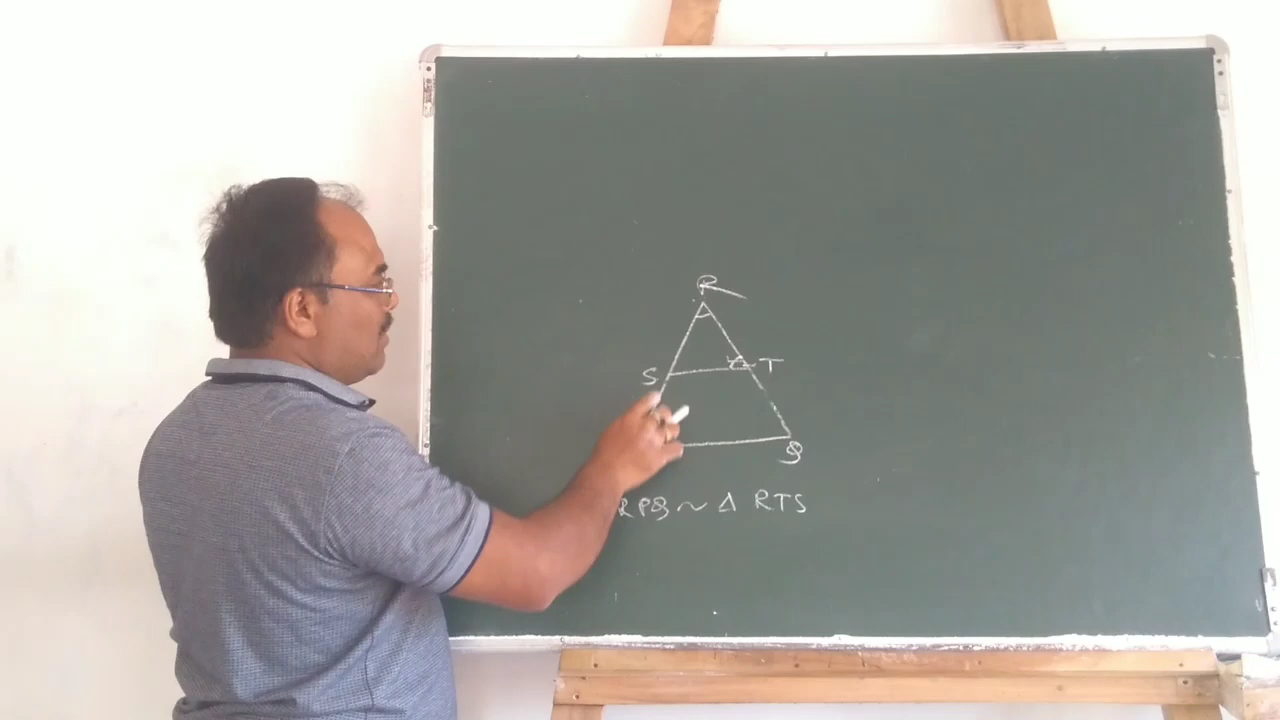 R
S T
Q
RPQ ~ Δ RTS